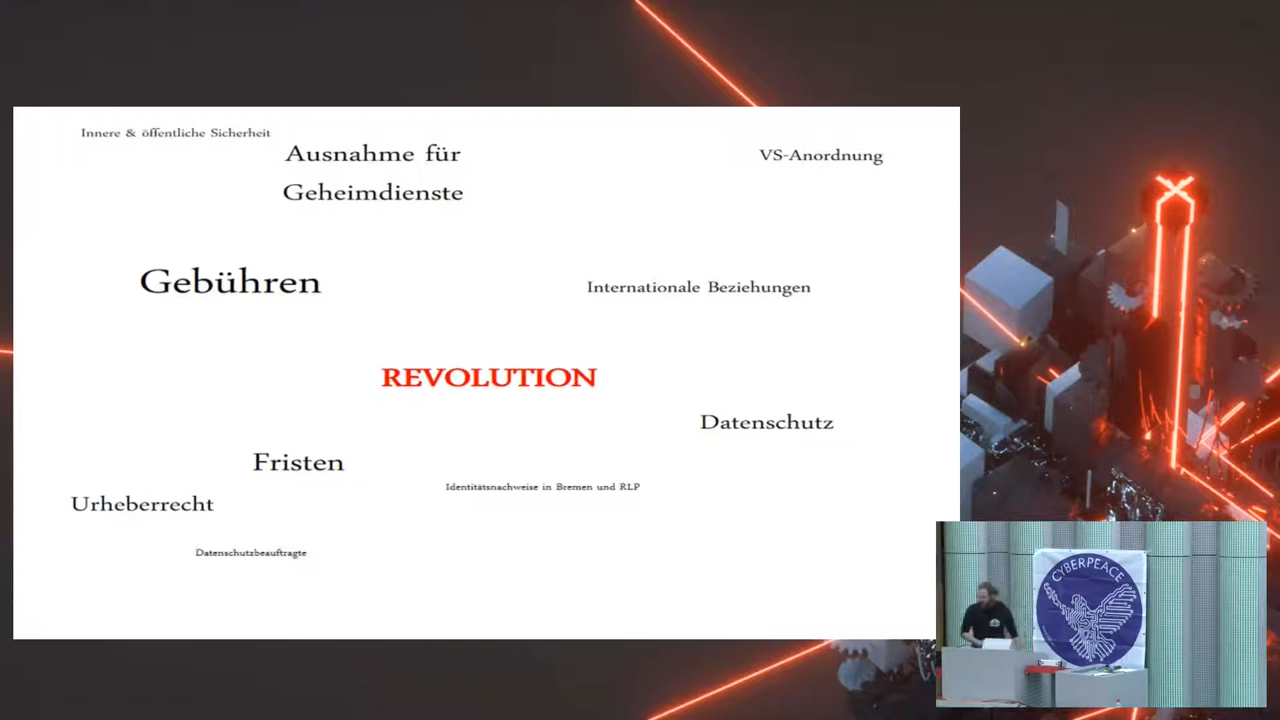 Innere & öffentliche Sicherheit
Ausnahme für
Geheimdienste
VS-Anordnung
Gebühren
Internationale Beziehungen
REVOLUTION
Datenschutz
Fristen
Identitätsnachweise in Bremen und RLP
Urheberrecht
Datenschutzbeauftragte
CYBERPEACE